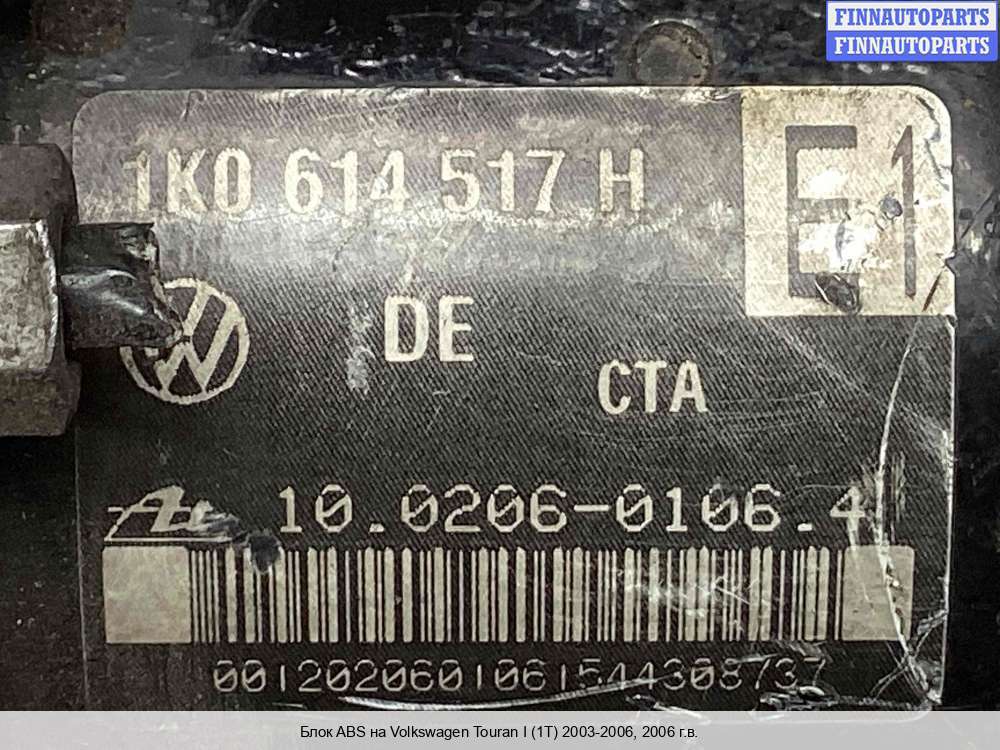 FINNAUTOPARTS
FINNAUTOPARTS
1K0 614 517 H
E1
DE
CTA
10.0206-0106.4
0012020601061544308737
Блок ABS на Volkswagen Touran I (1T) 2003-2006, 2006 г.в.